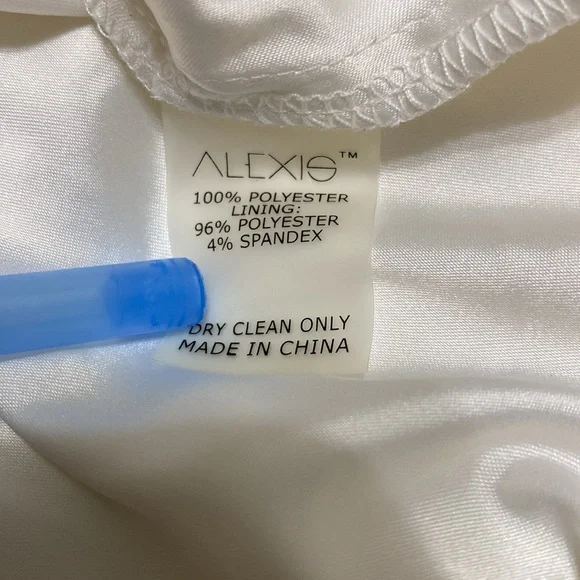 ALEXIS™
100% POLYESTER
LINING:
96% POLYESTER
4% SPANDEX
DRY CLEAN ONLY
MADE IN CHINA